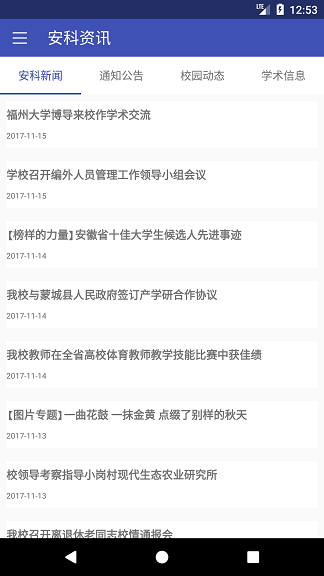 LTE 12:53
安科资讯
安科新闻 通知公告 校园动态 学术信息
福州大学博导来校作学术交流
2017-11-15
学校召开编外人员管理工作领导小组会议
2017-11-15
【榜样的力量】安徽省十佳大学生候选人先进事迹
2017-11-14
我校与蒙城县人民政府签订产学研合作协议
2017-11-14
我校教师在全省高校体育教师教学技能比赛中获佳绩
2017-11-14
【图片专题】一曲花鼓 一抹金黄 点缀了别样的秋天
2017-11-13
校领导考察指导小岗村现代生态农业研究所
2017-11-13
我校召开离退休老同志校情通报会